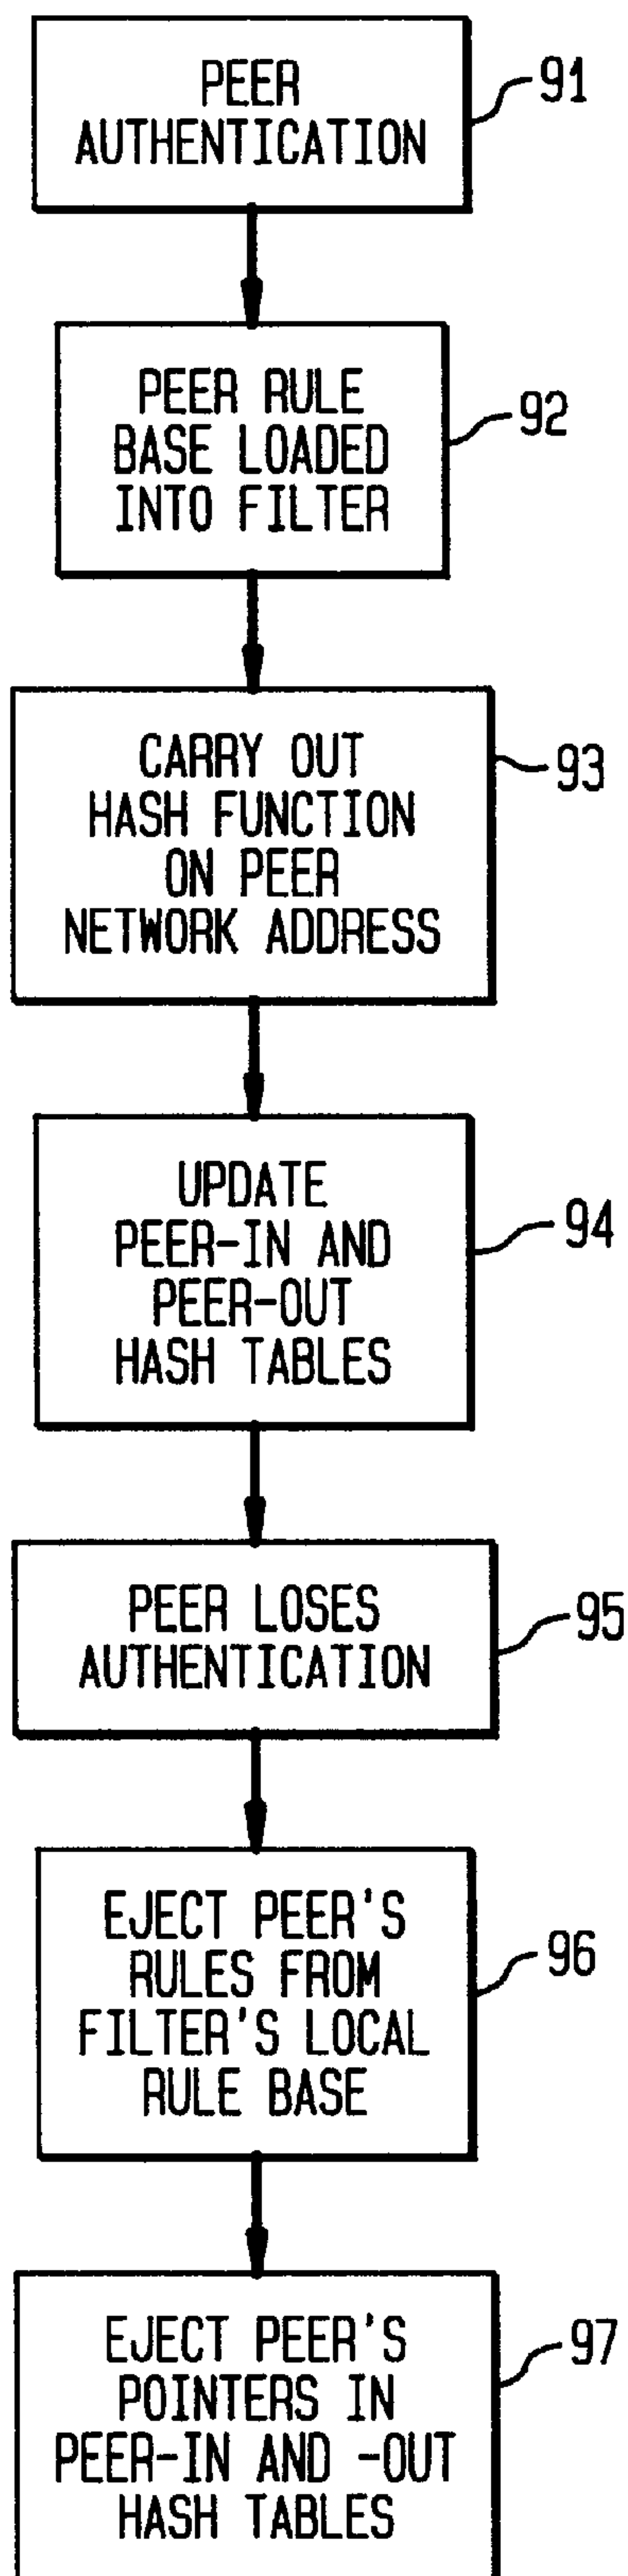 PEER
AUTHENTICATION
91
PEER RULE
BASE LOADED
INTO FILTER
92
CARRY OUT
HASH FUNCTION
ON PEER
NETWORK ADDRESS
93
UPDATE
PEER-IN AND
PEER-OUT
HASH TABLES
94
PEER LOSES
AUTHENTICATION
95
EJECT PEER'S
RULES FROM
FILTER'S LOCAL
RULE BASE
96
EJECT PEER'S
POINTERS IN
PEER-IN AND -OUT
HASH TABLES
97